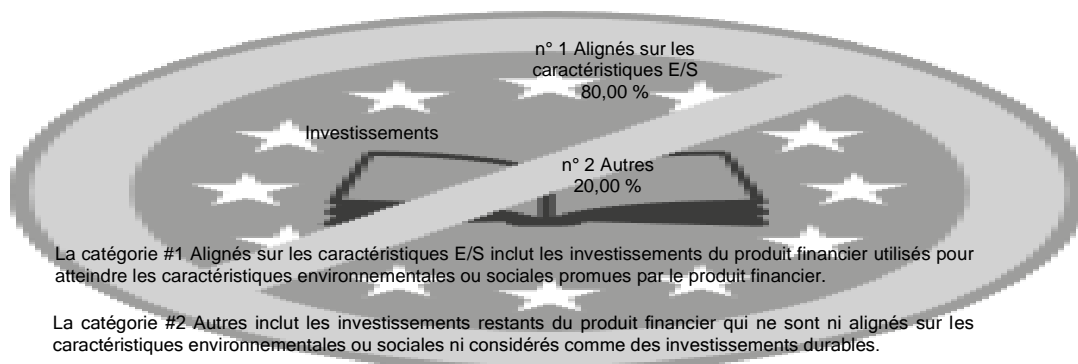 n° 1 Alignés sur les
caractéristiques E/S
80,00 %
Investissements
n° 2 Autres
20,00 %
La catégorie #1 Alignés sur les caractéristiques E/S inclut les investissements du produit financier utilisés pour
atteindre les caractéristiques environnementales ou sociales promues par le produit financier.
La catégorie #2 Autres inclut les investissements restants du produit financier qui ne sont ni alignés sur les
caractéristiques environnementales ou sociales ni considérés comme des investissements durables.